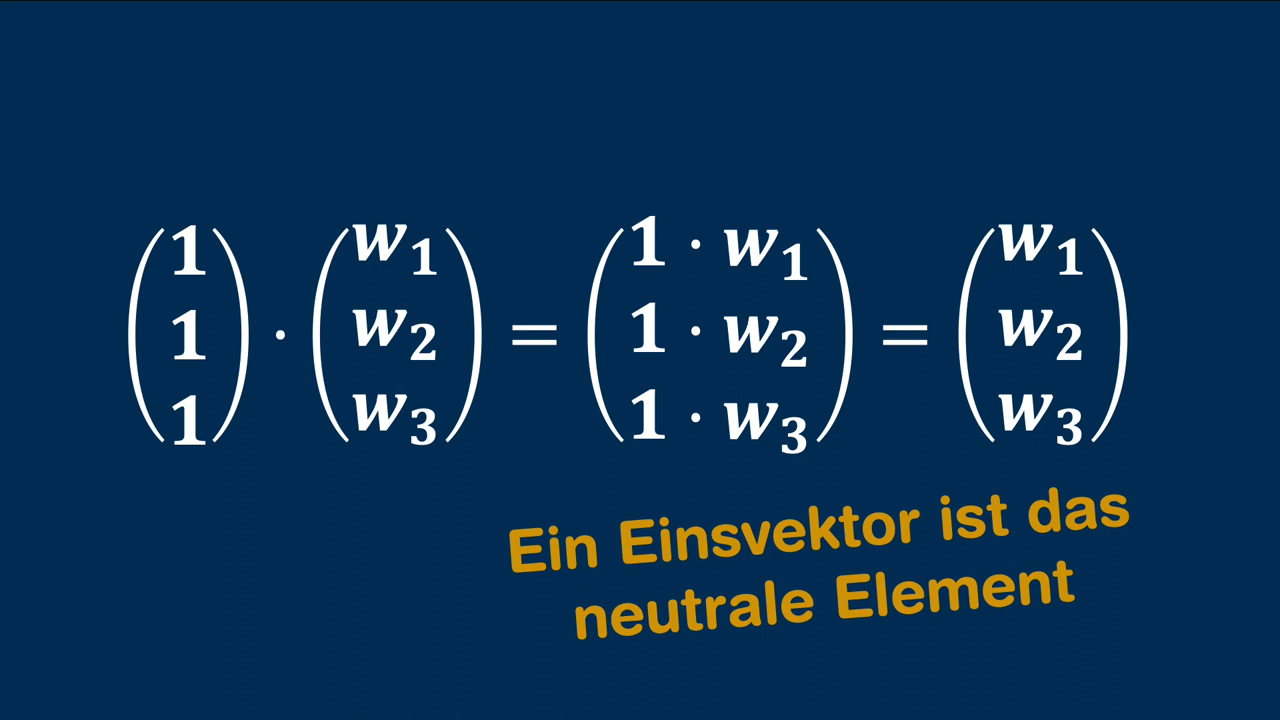 (1 1 1) · (w₁ w₂ w₃) = (1 · w₁ 1 · w₂ 1 · w₃) = (w₁ w₂ w₃)
Ein Einsvektor ist das
neutrale Element